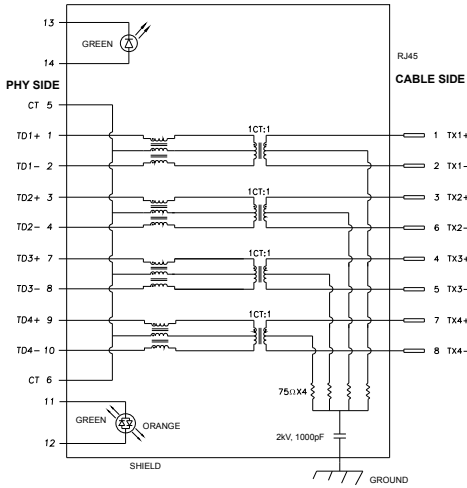 13
GREEN
14
RJ45
PHY SIDE
CABLE SIDE
CT 5
1CT:1
TD1+ 1
1 TX1+
TD1- 2
2 TX1-
1CT:1
TD2+ 3
3 TX2+
TD2- 4
6 TX2-
1CT:1
TD3+ 7
4 TX3+
TD3- 8
5 TX3-
1CT:1
TD4+ 9
7 TX4+
TD4- 10
8 TX4-
CT 6
75ΩX4
11
GREEN
ORANGE
12
2kV, 1000pF
SHIELD
GROUND